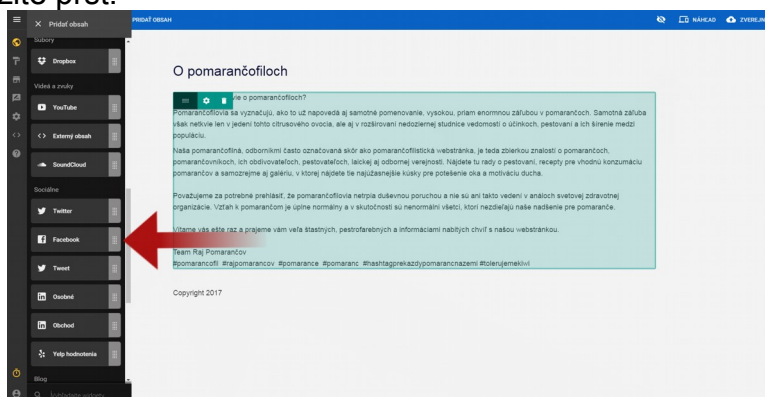 Pridať obsah
PRIDAŤ OBSAH
NÁHĽAD
ZVEREJN
Súbory
Dropbox
Videá a zvuky
YouTube
Externý obsah
SoundCloud
Sociálne
Twitter
Facebook
Tweet
Osobné
Obchod
Yelp hodnotenia
Blog
O pomarančofiloch
vie o pomarančofiloch?
Pomarančofilovia sa vyznačujú, ako to už napovedá aj samotné pomenovanie, vysokou, priam enormnou záľubou v pomarančoch. Samotná záľuba
však netkvie len v jedení tohto citrusového ovocia, ale aj v rozširovaní nedoziernej studnice vedomostí o účinkoch, pestovaní a ich šírenie medzi
populáciu.
Naša pomarančofilná, odborníkmi často označovaná skôr ako pomarančofilistická webstránka, je teda zbierkou znalostí o pomarančoch,
pomarančovníkoch, ich obdivovateľoch, pestovateľoch, laickej aj odbornej verejnosti. Nájdete tu rady o pestovaní, recepty pre vhodnú konzumáciu
pomarančov a samozrejme aj galériu, v ktorej nájdete tie najúžasnejšie kúsky pre potešenie oka a motiváciu ducha.
Považujeme za potrebné prehlásiť, že pomarančofilovia netrpia duševnou poruchou a nie sú ani takto vedení v análoch svetovej zdravotnej
organizácie. Vzťah k pomarančom je úplne normálny a v skutočnosti sú nenormálni všetci, ktorí nezdieľajú naše nadšenie pre pomaranče.
Vítame vás ešte raz a prajeme vám veľa štastných, pestrofarebných a informáciami nabitých chvíľ s našou webstránkou.
Team Raj Pomarančov
#pomarancofil #rajpomarancov #pomarance #pomaranc #hashtagprekazdypomarancnazemi #tolerujemekiwi
Copyright 2017